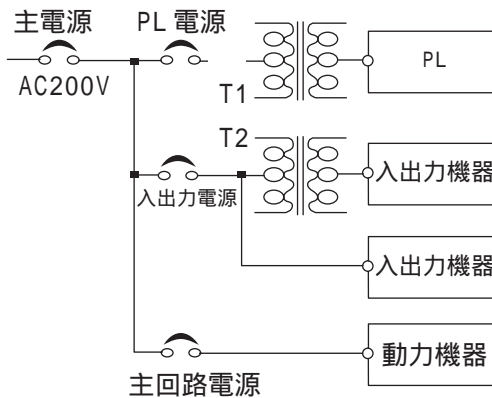 主電源
PL 電源
AC200V
T1
PL
T2
入出力電源
入出力機器
入出力機器
主回路電源
動力機器